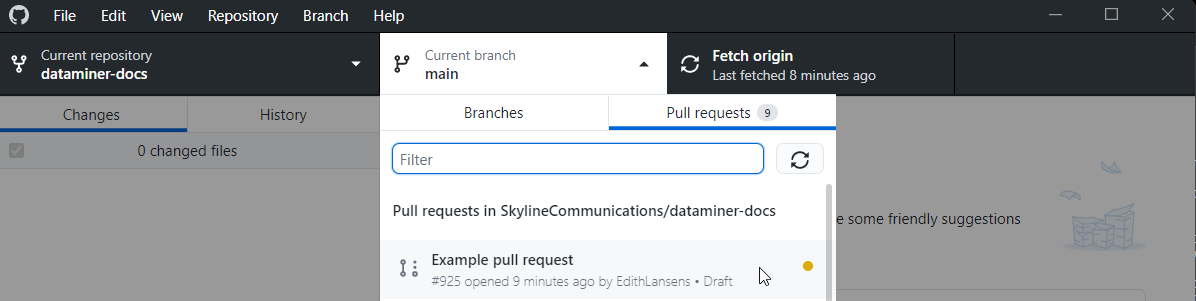 File Edit View Repository Branch Help
Current repository
dataminer-docs
Current branch
main
Fetch origin
Last fetched 8 minutes ago
Changes
History
0 changed files
Branches
Pull requests 9
Filter
Pull requests in SkylineCommunications/dataminer-docs
Example pull request
#925 opened 9 minutes ago by EdithLansens • Draft
e some friendly suggestions